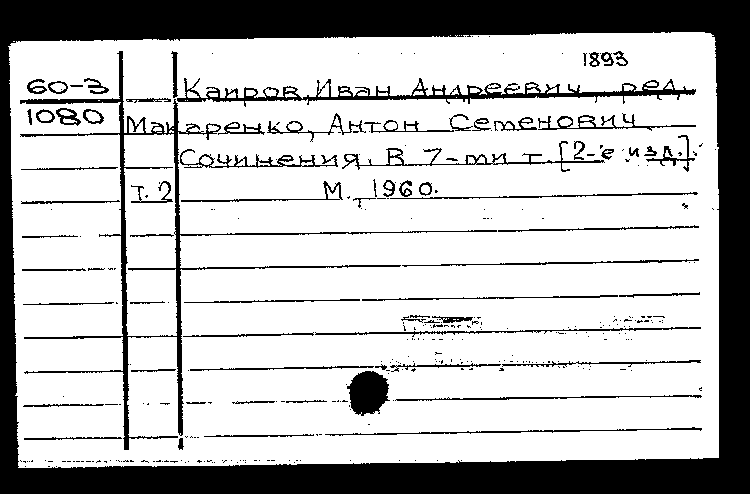 1893
60-3 Каиров, Иван Андреевич, ред.
1080 Макаренко, Антон Семенович
Сочинения. В 7-ми т. [2-е изд.].
т. 2 М., 1960.